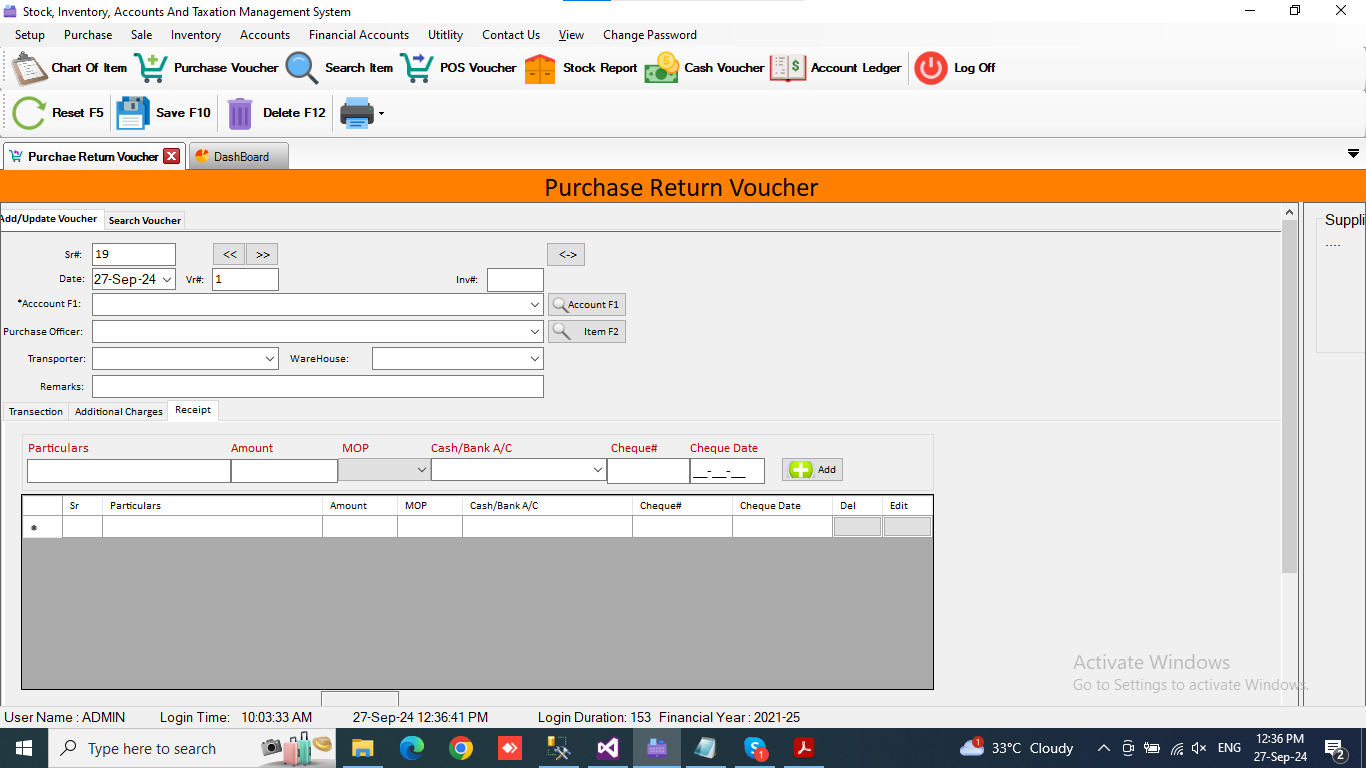 Stock, Inventory, Accounts And Taxation Management System
Setup Purchase Sale Inventory Accounts Financial Accounts Utitlity Contact Us View Change Password
Chart Of Item Purchase Voucher Search Item POS Voucher Stock Report Cash Voucher Account Ledger Log Off
Reset F5 Save F10 Delete F12
Purchae Return Voucher DashBoard
Purchase Return Voucher
Add/Update Voucher Search Voucher
Suppli
....
Sr#: 19 << >> <->
Date: 27-Sep-24 Vr#: 1 Inv#:
*Acccount F1: Account F1
Purchase Officer: Item F2
Transporter: WareHouse:
Remarks:
Transection Additional Charges Receipt
Particulars Amount MOP Cash/Bank A/C Cheque# Cheque Date
__-__-__ Add
Sr Particulars Amount MOP Cash/Bank A/C Cheque# Cheque Date Del Edit
*
Activate Windows
Go to Settings to activate Windows.
User Name : ADMIN Login Time: 10:03:33 AM 27-Sep-24 12:36:41 PM Login Duration: 153 Financial Year : 2021-25
Type here to search 1 33°C Cloudy ENG 12:36 PM
27-Sep-24 2